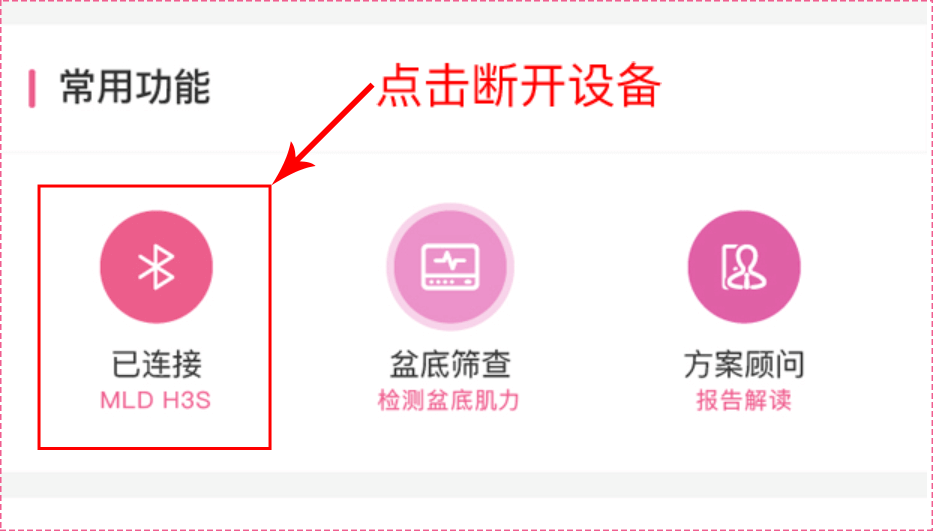 常用功能
点击断开设备
已连接
MLD H3S
盆底筛查
检测盆底肌力
方案顾问
报告解读